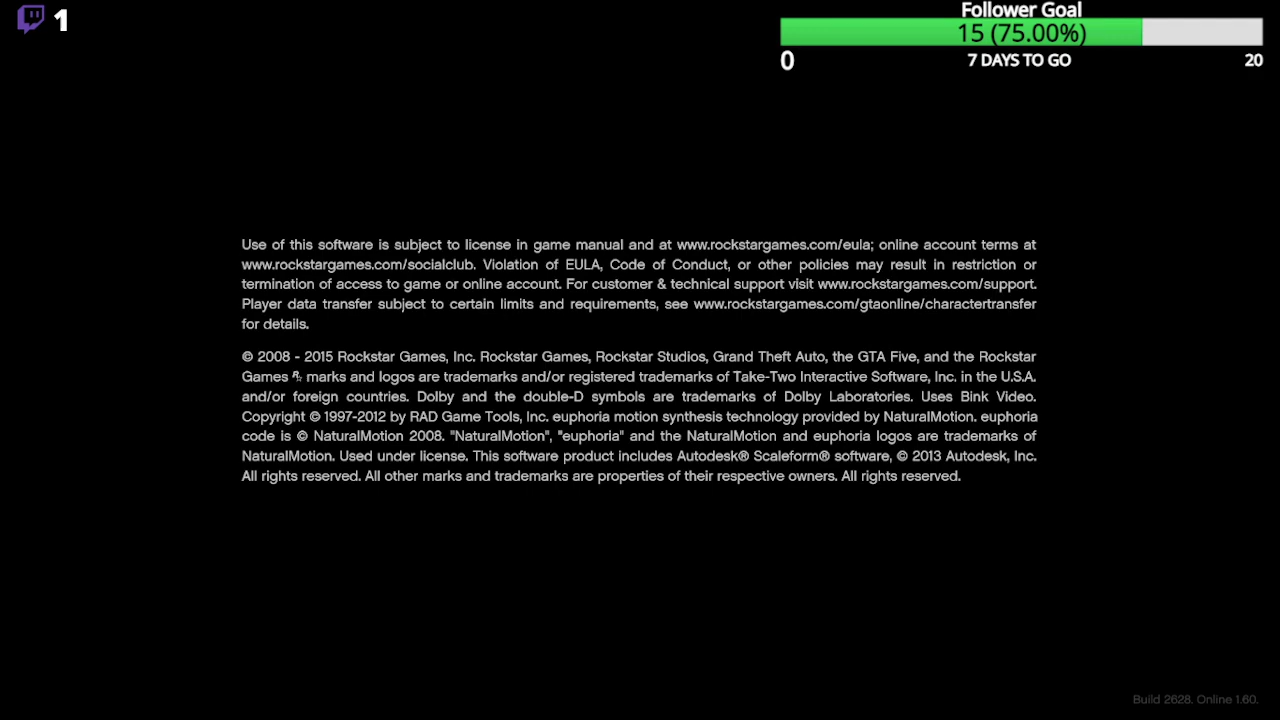 1
Follower Goal
15 (75.00%)
0 7 DAYS TO GO 20
Use of this software is subject to license in game manual and at www.rockstargames.com/eula; online account terms at
www.rockstargames.com/socialclub. Violation of EULA, Code of Conduct, or other policies may result in restriction or
termination of access to game or online account. For customer & technical support visit www.rockstargames.com/support.
Player data transfer subject to certain limits and requirements, see www.rockstargames.com/gtaonline/charactertransfer
for details.
© 2008 - 2015 Rockstar Games, Inc. Rockstar Games, Rockstar Studios, Grand Theft Auto, the GTA Five, and the Rockstar
Games R* marks and logos are trademarks and/or registered trademarks of Take-Two Interactive Software, Inc. in the U.S.A.
and/or foreign countries. Dolby and the double-D symbols are trademarks of Dolby Laboratories. Uses Bink Video.
Copyright © 1997-2012 by RAD Game Tools, Inc. euphoria motion synthesis technology provided by NaturalMotion. euphoria
code is © NaturalMotion 2008. "NaturalMotion", "euphoria" and the NaturalMotion and euphoria logos are trademarks of
NaturalMotion. Used under license. This software product includes Autodesk® Scaleform® software, © 2013 Autodesk, Inc.
All rights reserved. All other marks and trademarks are properties of their respective owners. All rights reserved.
Build 2628. Online 1.60.